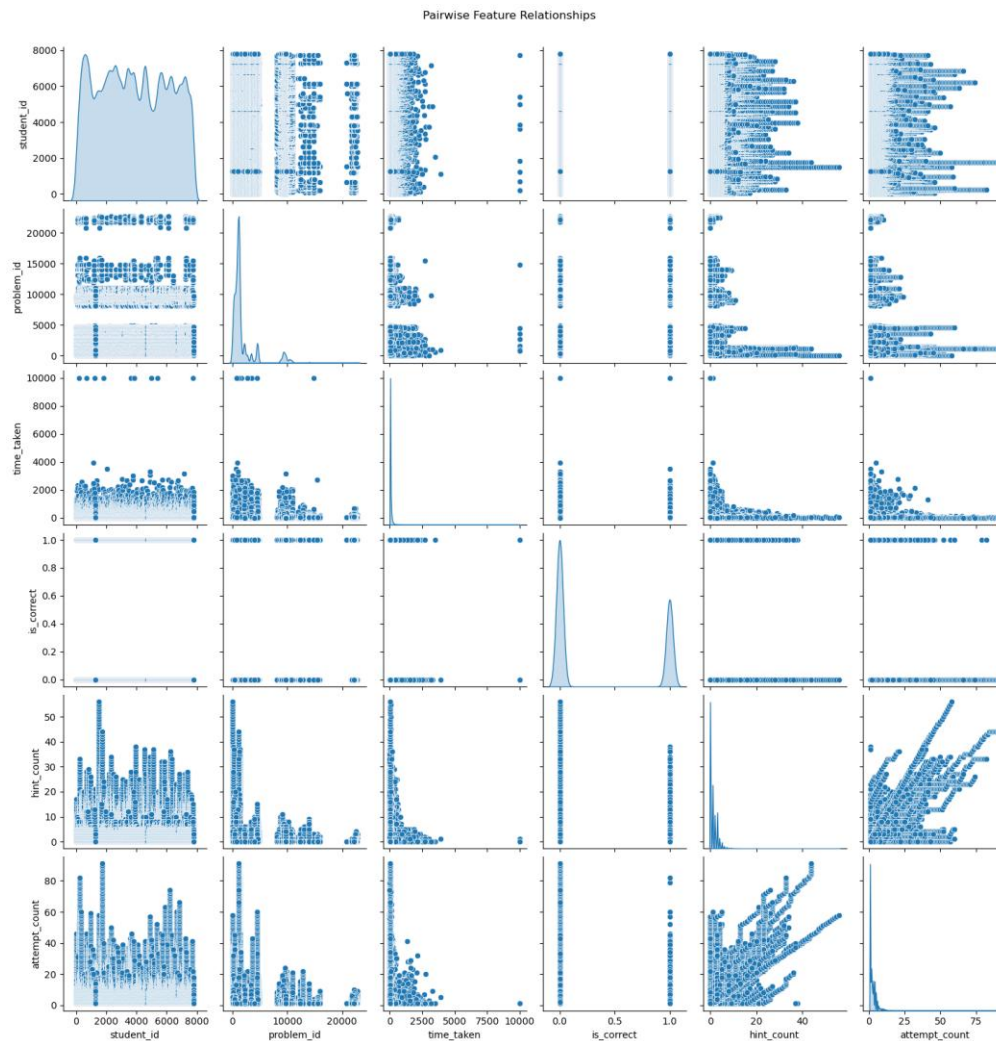 Pairwise Feature Relationships
8000
6000
4000
2000
0
student_id
20000
15000
10000
5000
0
problem_id
10000
8000
6000
4000
2000
0
time_taken
1.0
0.8
0.6
0.4
0.2
0.0
is_correct
50
40
30
20
10
0
hint_count
80
60
40
20
0
attempt_count
0 2000 4000 6000 8000
student_id
0 10000 20000
problem_id
0 2500 5000 7500 10000
time_taken
0.0 0.5 1.0
is_correct
0 20 40
hint_count
0 25 50 75
attempt_count